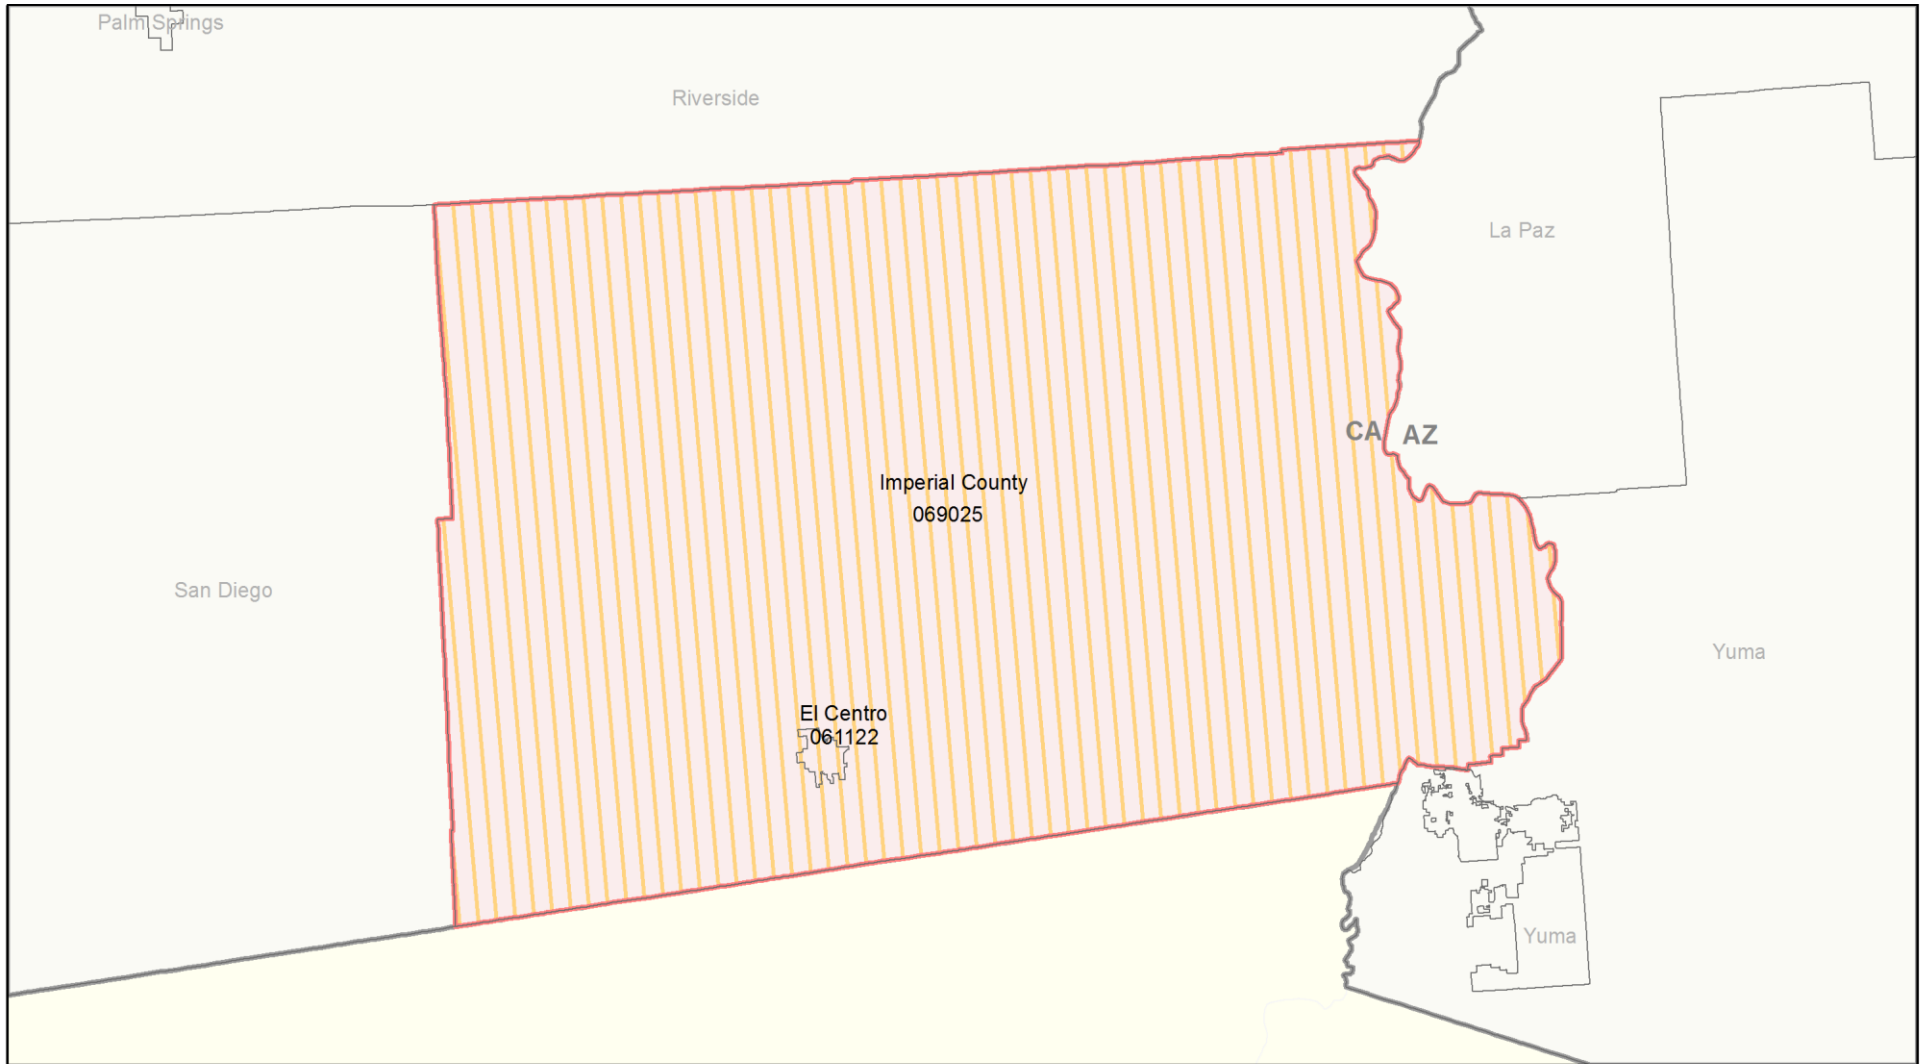 Palm Springs
Riverside
La Paz
CA
AZ
Imperial County
069025
San Diego
Yuma
El Centro
061122
Yuma